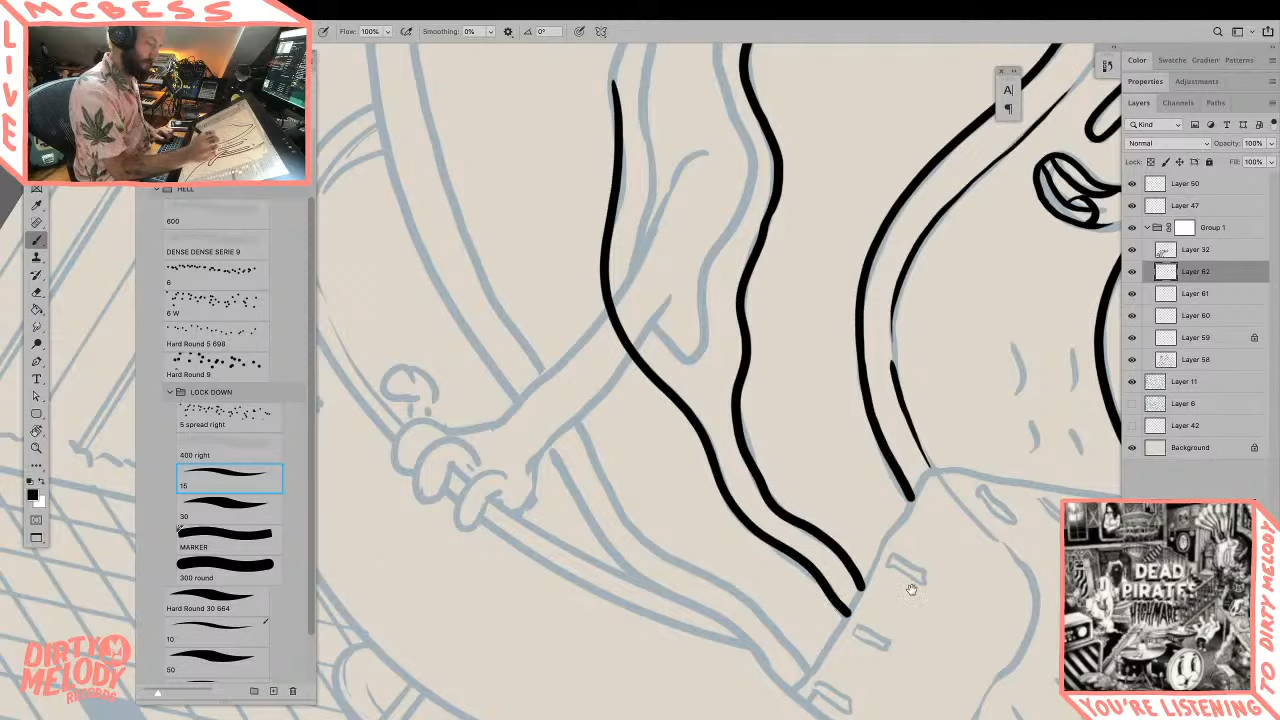 MCBESS
LIVE
Flow: 100%
Smoothing: 0%
0°
HELL
600
DENSE DENSE SERIE 9
6
6 W
Hard Round 5 698
Hard Round 9
LOCK DOWN
5 spread right
400 right
15
30
MARKER
300 round
Hard Round 30 664
10
50
A|
¶
Color
Swatche
Gradien
Patterns
Properties
Adjustments
Layers
Channels
Paths
Kind
Normal
Opacity: 100%
Lock:
Fill: 100%
Layer 50
Layer 47
Group 1
Layer 32
Layer 62
Layer 61
Layer 60
Layer 59
Layer 58
Layer 11
Layer 6
Layer 42
Background
DIRTY
MELODY
RECORDS
DEAD
PIRATES
HIGHMARE
YOU'RE LISTENING
TO DIRTY MELODY